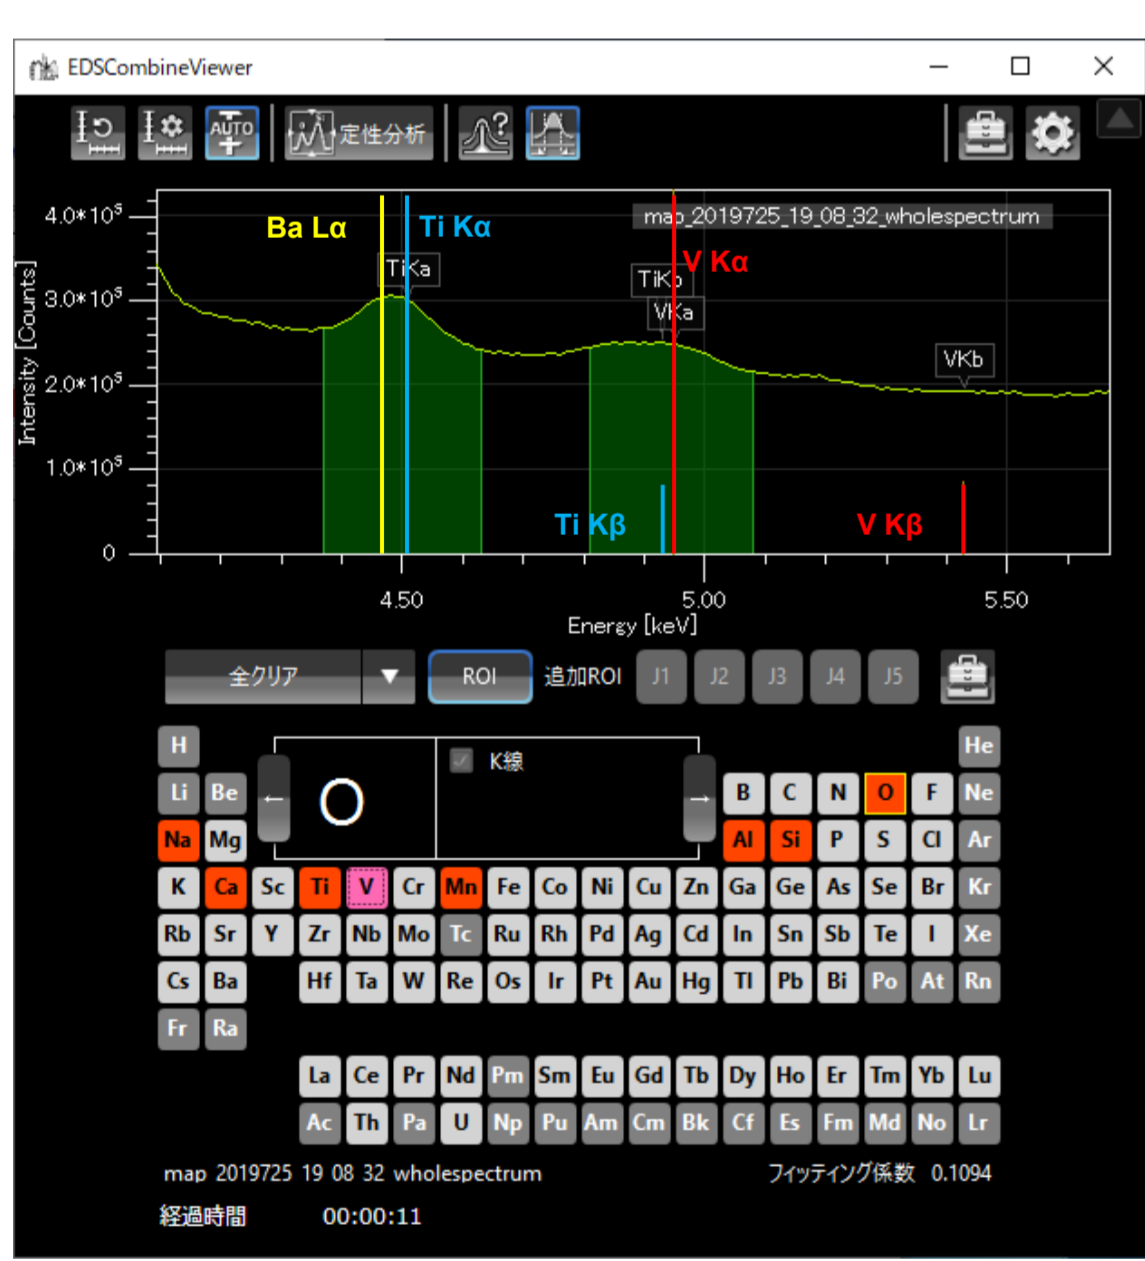 EDSCombineViewer
AUTO
定性分析
?
map_2019725_19_08_32_wholespectrum
Ba Lα
Ti Kα
V Kα
TiKa
TiKb
VKa
VKb
Ti Kβ
V Kβ
Intensity [Counts]
4.0*10⁵
3.0*10⁵
2.0*10⁵
1.0*10⁵
0
4.50 5.00 5.50
Energy [keV]
全クリア ▼ ROI 追加ROI J1 J2 J3 J4 J5
← O K線 →
H He
Li Be B C N O F Ne
Na Mg Al Si P S Cl Ar
K Ca Sc Ti V Cr Mn Fe Co Ni Cu Zn Ga Ge As Se Br Kr
Rb Sr Y Zr Nb Mo Tc Ru Rh Pd Ag Cd In Sn Sb Te I Xe
Cs Ba Hf Ta W Re Os Ir Pt Au Hg Tl Pb Bi Po At Rn
Fr Ra
La Ce Pr Nd Pm Sm Eu Gd Tb Dy Ho Er Tm Yb Lu
Ac Th Pa U Np Pu Am Cm Bk Cf Es Fm Md No Lr
map_2019725_19_08_32_wholespectrum フィッティング係数 0.1094
経過時間 00:00:11